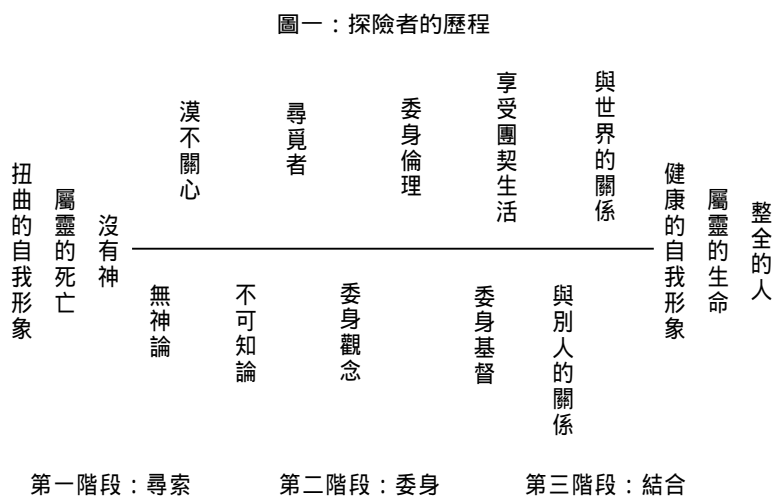 圖一：探險者的歷程
扭曲的自我形象
屬靈的死亡
沒有神
無神論
漠不關心
不可知論
尋覓者
委身觀念
委身倫理
委身基督
享受團契生活
與別人的關係
與世界的關係
健康的自我形象
屬靈的生命
整全的人
第一階段：尋索
第二階段：委身
第三階段：結合